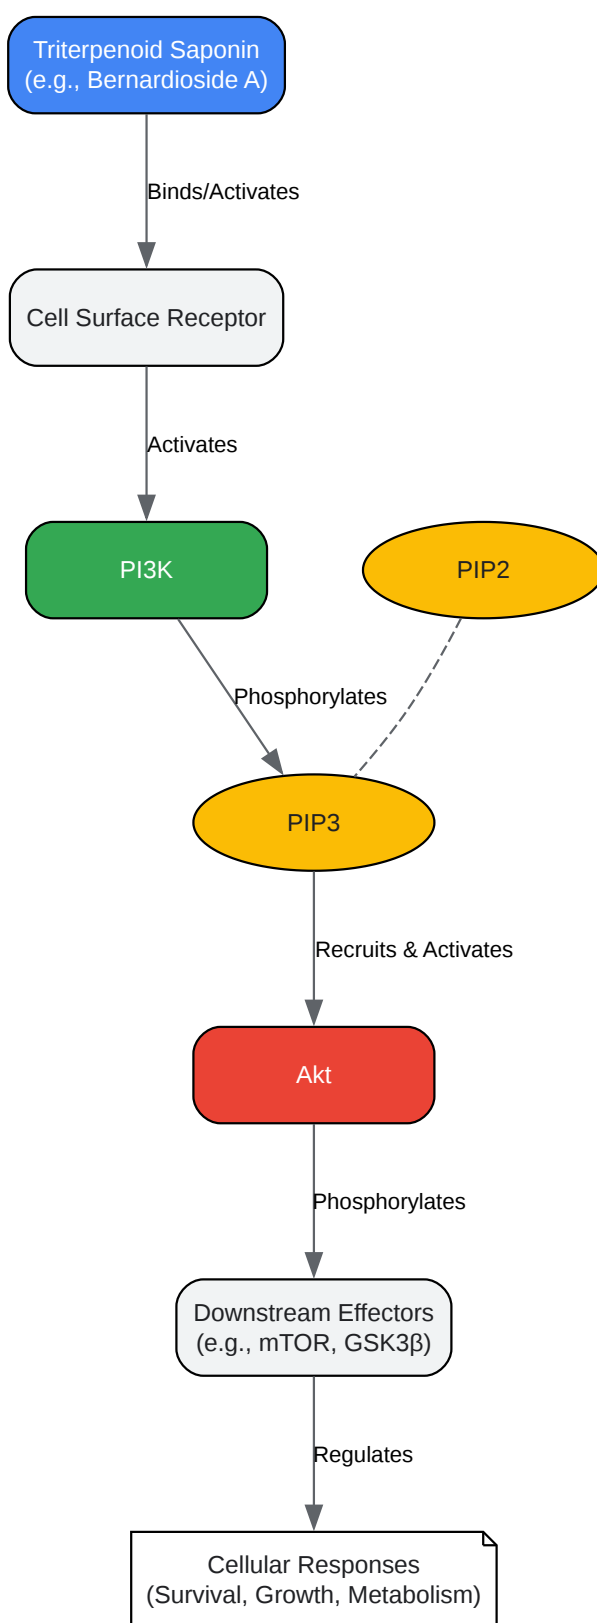 Triterpenoid Saponin
(e.g., Bernardioside A)
Binds/Activates
Cell Surface Receptor
Activates
PI3K
PIP2
Phosphorylates
PIP3
Recruits & Activates
Akt
Phosphorylates
Downstream Effectors
(e.g., mTOR, GSK3β)
Regulates
Cellular Responses
(Survival, Growth, Metabolism)